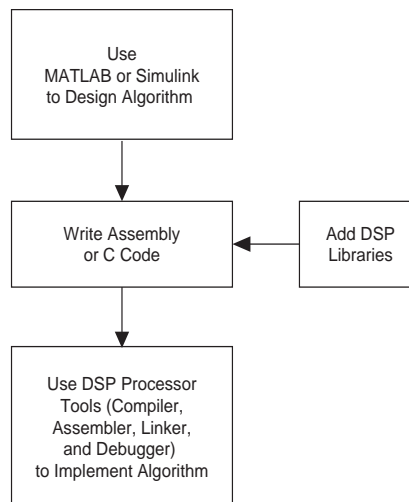 Use
MATLAB or Simulink
to Design Algorithm
Write Assembly
or C Code
Add DSP
Libraries
Use DSP Processor
Tools (Compiler,
Assembler, Linker,
and Debugger)
to Implement Algorithm